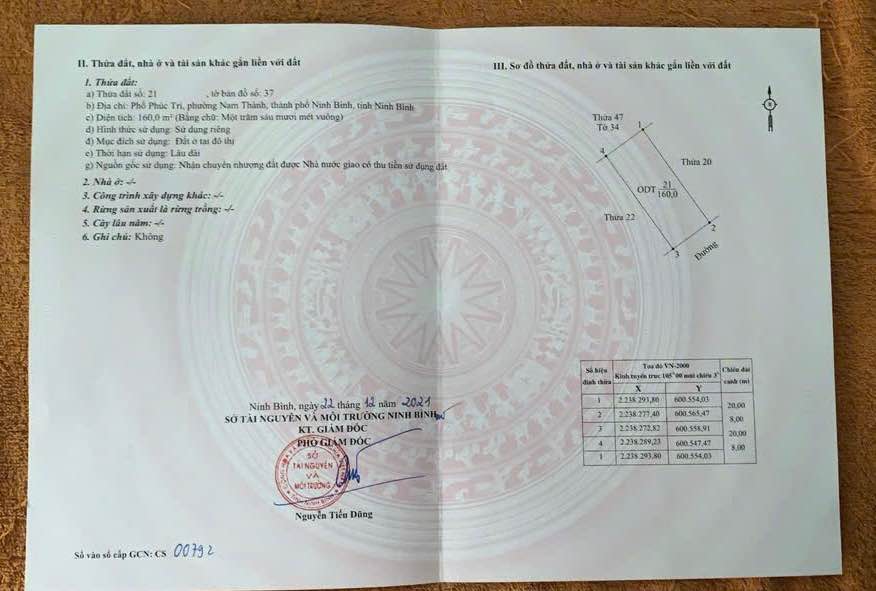 II. Thửa đất, nhà ở và tài sản khác gắn liền với đất
1. Thửa đất:
a) Thửa đất số: 21 , tờ bản đồ số: 37
b) Địa chỉ: Phố Phúc Trì, phường Nam Thành, thành phố Ninh Bình, tỉnh Ninh Bình
c) Diện tích: 160,0 m² (Bằng chữ: Một trăm sáu mươi mét vuông)
d) Hình thức sử dụng: Sử dụng riêng
đ) Mục đích sử dụng: Đất ở tại đô thị
e) Thời hạn sử dụng: Lâu dài
g) Nguồn gốc sử dụng: Nhận chuyển nhượng đất được Nhà nước giao có thu tiền sử dụng đất
2. Nhà ở: -/-
3. Công trình xây dựng khác: -/-
4. Rừng sản xuất là rừng trồng: -/-
5. Cây lâu năm: -/-
6. Ghi chú: Không
Ninh Bình, ngày 22 tháng 12 năm 2021
SỞ TÀI NGUYÊN VÀ MÔI TRƯỜNG NINH BÌNH
KT. GIÁM ĐỐC
PHÓ GIÁM ĐỐC
SỞ
TÀI NGUYÊN
VÀ
MÔI TRƯỜNG
Nguyễn Tiến Dũng
Số vào sổ cấp GCN: CS 00792
III. Sơ đồ thửa đất, nhà ở và tài sản khác gắn liền với đất
Thửa 47
Tờ 34
1
Thửa 20
4
ODT 21
160,0
Thửa 22
2
3
Đường
Số hiệu đỉnh thửa
Tọa độ VN-2000
Kinh tuyến trục 105°00 múi chiếu 3°
Chiều dài cạnh (m)
X Y
1 2.238.293,80 600.554,03
20,00
2 2.238.277,40 600.565,47
8,00
3 2.238.272,82 600.558,91
20,00
4 2.238.289,23 600.547,47
8,00
1 2.238.293,80 600.554,03